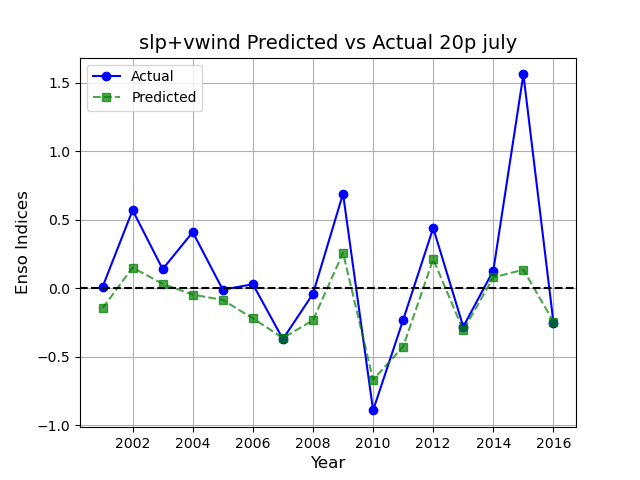 slp+vwind Predicted vs Actual 20p july
Actual
Predicted
1.5
1.0
0.5
0.0
−0.5
−1.0
Enso Indices
2002 2004 2006 2008 2010 2012 2014 2016
Year